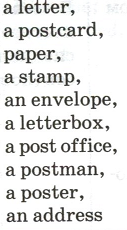 a letter,
a postcard,
paper,
a stamp,
an envelope,
a letterbox,
a post office,
a postman,
a poster,
an address